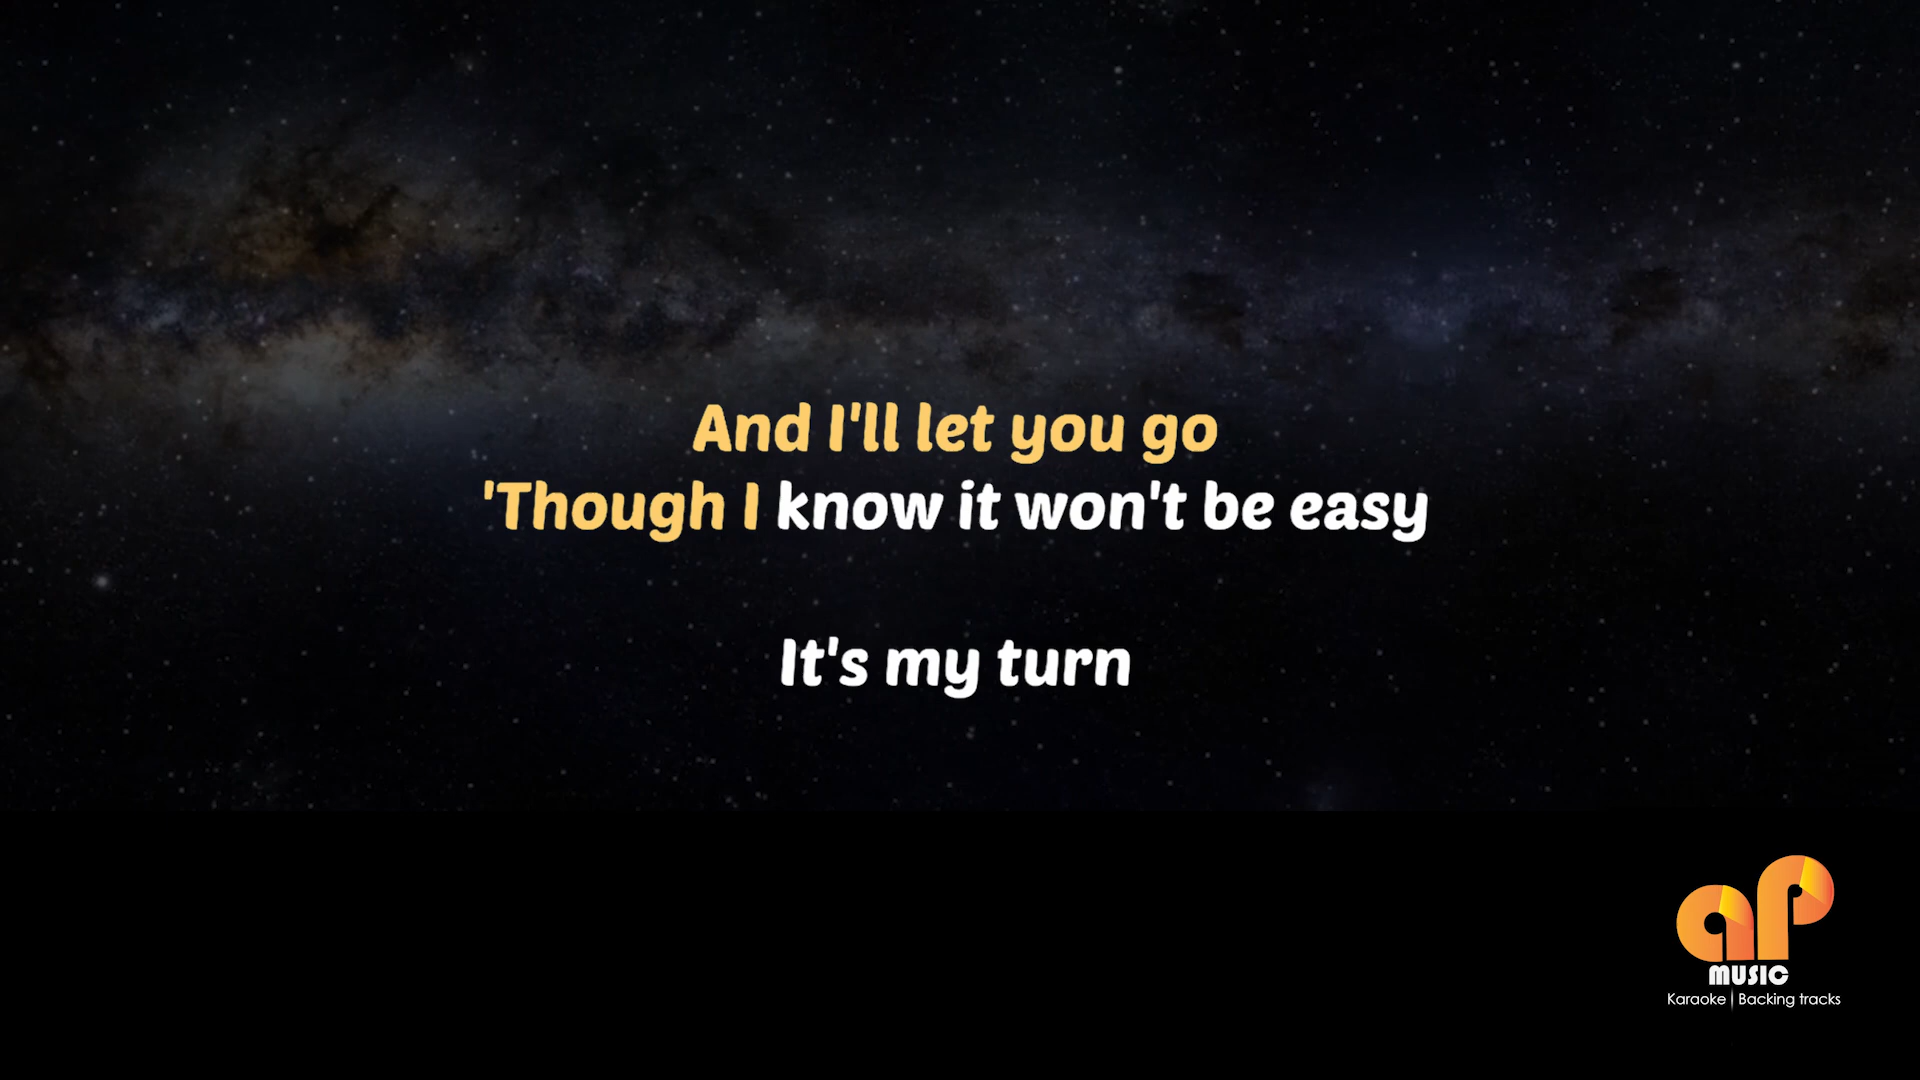 And I'll let you go
'Though I know it won't be easy
It's my turn
aP
MUSIC
Karaoke | Backing tracks